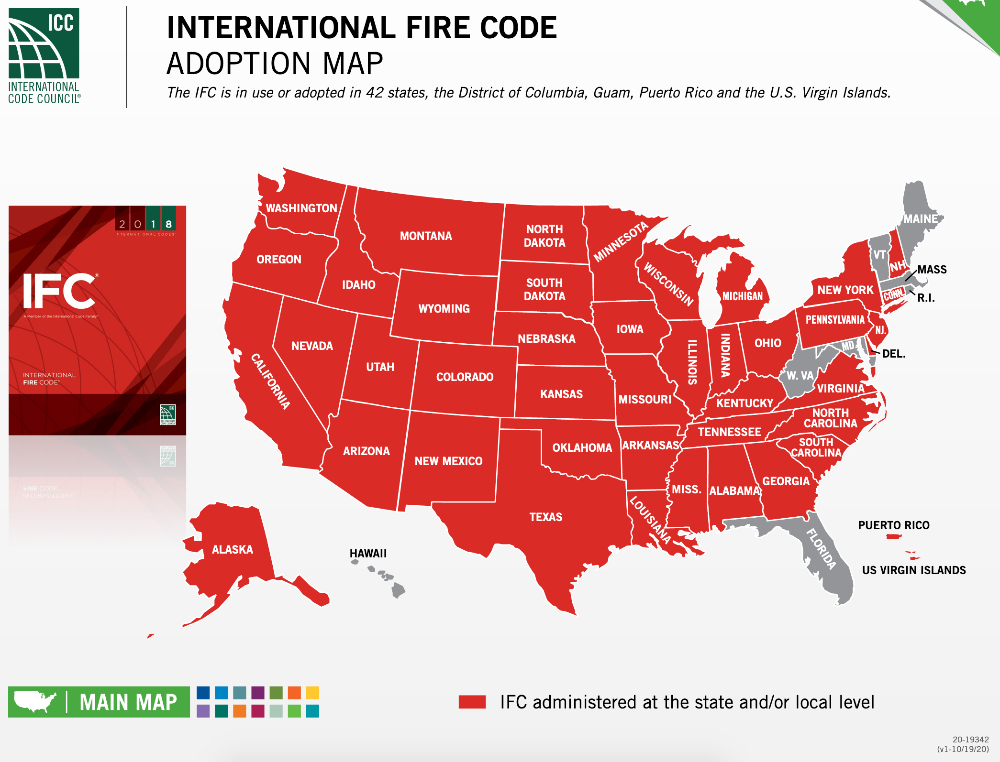 ICC
INTERNATIONAL
CODE COUNCIL®
INTERNATIONAL FIRE CODE
ADOPTION MAP
The IFC is in use or adopted in 42 states, the District of Columbia, Guam, Puerto Rico and the U.S. Virgin Islands.
2018
INTERNATIONAL CODES®
IFC®
A Member of the International Code Family®
INTERNATIONAL
FIRE CODE®
ICC
INTERNATIONAL
CODE COUNCIL
WASHINGTON
OREGON
CALIFORNIA
NEVADA
IDAHO
MONTANA
WYOMING
UTAH
COLORADO
ARIZONA
NEW MEXICO
NORTH
DAKOTA
SOUTH
DAKOTA
NEBRASKA
KANSAS
OKLAHOMA
TEXAS
MINNESOTA
IOWA
MISSOURI
ARKANSAS
LOUISIANA
WISCONSIN
ILLINOIS
MICHIGAN
INDIANA
OHIO
KENTUCKY
TENNESSEE
MISS.
ALABAMA
GEORGIA
FLORIDA
SOUTH
CAROLINA
NORTH
CAROLINA
VIRGINIA
W. VA
MD.
DEL.
PENNSYLVANIA
NJ.
NEW YORK
CONN.
R.I.
MASS
VT
NH
MAINE
ALASKA
HAWAII
PUERTO RICO
US VIRGIN ISLANDS
MAIN MAP
IFC administered at the state and/or local level
20-19342
(v1-10/19/20)